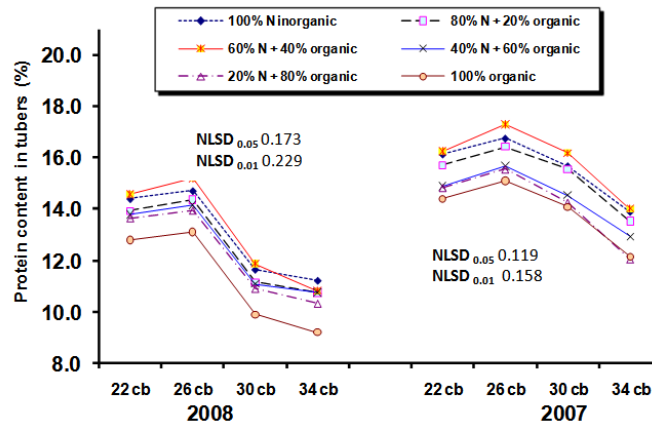 100% N inorganic
80% N + 20% organic
60% N + 40% organic
40% N + 60% organic
20% N + 80% organic
100% organic
Protein content in tubers (%)
20.0
18.0
16.0
14.0
12.0
10.0
8.0
NLSD 0.05 0.173
NLSD 0.01 0.229
NLSD 0.05 0.119
NLSD 0.01 0.158
22 cb 26 cb 30 cb 34 cb 22 cb 26 cb 30 cb 34 cb
2008 2007